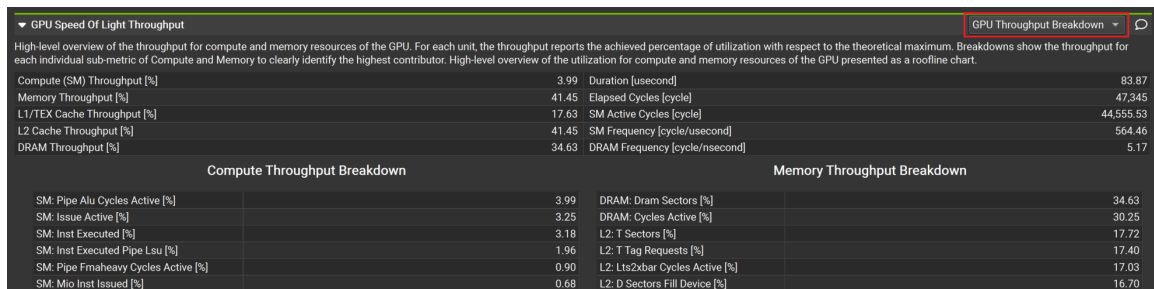 GPU Speed Of Light Throughput
GPU Throughput Breakdown
High-level overview of the throughput for compute and memory resources of the GPU. For each unit, the throughput reports the achieved percentage of utilization with respect to the theoretical maximum. Breakdowns show the throughput for
each individual sub-metric of Compute and Memory to clearly identify the highest contributor. High-level overview of the utilization for compute and memory resources of the GPU presented as a roofline chart.
Compute (SM) Throughput [%] 3.99 Duration [usecond] 83.87
Memory Throughput [%] 41.45 Elapsed Cycles [cycle] 47,345
L1/TEX Cache Throughput [%] 17.63 SM Active Cycles [cycle] 44,555.53
L2 Cache Throughput [%] 41.45 SM Frequency [cycle/usecond] 564.46
DRAM Throughput [%] 34.63 DRAM Frequency [cycle/nsecond] 5.17
Compute Throughput Breakdown Memory Throughput Breakdown
SM: Pipe Alu Cycles Active [%] 3.99 DRAM: Dram Sectors [%] 34.63
SM: Issue Active [%] 3.25 DRAM: Cycles Active [%] 30.25
SM: Inst Executed [%] 3.18 L2: T Sectors [%] 17.72
SM: Inst Executed Pipe Lsu [%] 1.96 L2: T Tag Requests [%] 17.40
SM: Pipe Fmaheavy Cycles Active [%] 0.90 L2: Lts2xbar Cycles Active [%] 17.03
SM: Mio Inst Issued [%] 0.68 L2: D Sectors Fill Device [%] 16.70